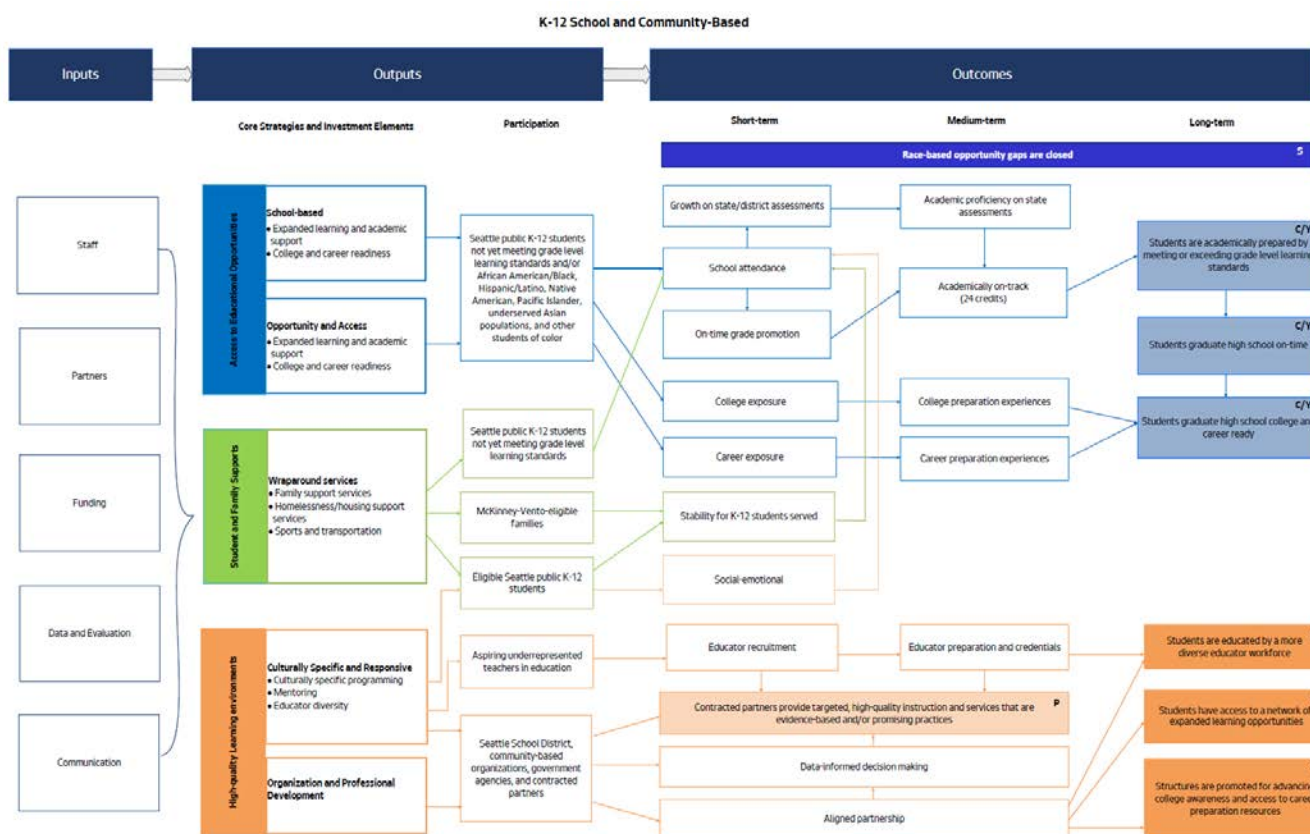 K-12 School and Community-Based
Inputs
Outputs
Outcomes
Core Strategies and Investment Elements
Participation
Short-term
Medium-term
Long-term
Race-based opportunity gaps are closed
S
Staff
Partners
Funding
Data and Evaluation
Communication
Access to Educational Opportunities
School-based
• Expanded learning and academic
support
• College and career readiness
Opportunity and Access
• Expanded learning and academic
support
• College and career readiness
Student and Family Supports
Wraparound services
• Family support services
• Homelessness/housing support
services
• Sports and transportation
High-quality Learning environments
Culturally Specific and Responsive
• Culturally specific programming
• Mentoring
• Educator diversity
Organization and Professional
Development
Seattle public K-12 students
not yet meeting grade level
learning standards and/or
African American/Black,
Hispanic/Latino, Native
American, Pacific Islander,
underserved Asian
populations, and other
students of color
Seattle public K-12 students
not yet meeting grade level
learning standards
McKinney-Vento-eligible
families
Eligible Seattle public K-12
students
Aspiring underrepresented
teachers in education
Seattle School District,
community-based
organizations, government
agencies, and contracted
partners
Growth on state/district assessments
School attendance
On-time grade promotion
College exposure
Career exposure
Stability for K-12 students served
Social-emotional
Educator recruitment
Academic proficiency on state
assessments
Academically on-track
(24 credits)
College preparation experiences
Career preparation experiences
Educator preparation and credentials
Contracted partners provide targeted, high-quality instruction and services that are
evidence-based and/or promising practices
P
Data-informed decision making
Aligned partnership
C/Y
Students are academically prepared by
meeting or exceeding grade level learning
standards
C/Y
Students graduate high school on-time
C/Y
Students graduate high school college an
career ready
Students are educated by a more
diverse educator workforce
Students have access to a network of
expanded learning opportunities
Structures are promoted for advancing
college awareness and access to career
preparation resources